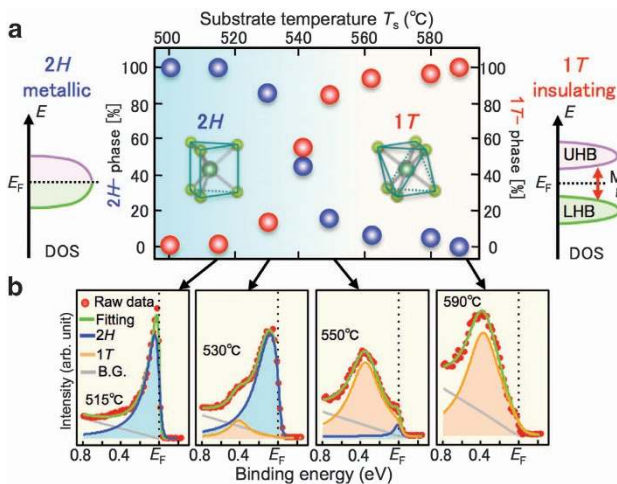 Substrate temperature Ts (°C)
a
500 520 540 560 580
2H
metallic
E
EF
DOS
2H- phase [%]
100
80
60
40
20
0
2H
1T
100
80
60
40
20
0
1T- phase [%]
1T
insulating
E
UHB
EF
M
LHB
DOS
b
Intensity (arb. unit)
Raw data
Fitting
2H
1T
B.G.
515°C
530°C
550°C
590°C
0.8 0.4 EF
0.8 0.4 EF
0.8 0.4 EF
0.8 0.4 EF
Binding energy (eV)